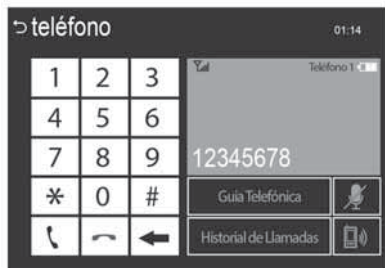 teléfono
01:14
1 2 3
Teléfono 1
4 5 6
7 8 9
12345678
* 0 #
Guia Telefónica
Historial de Llamadas